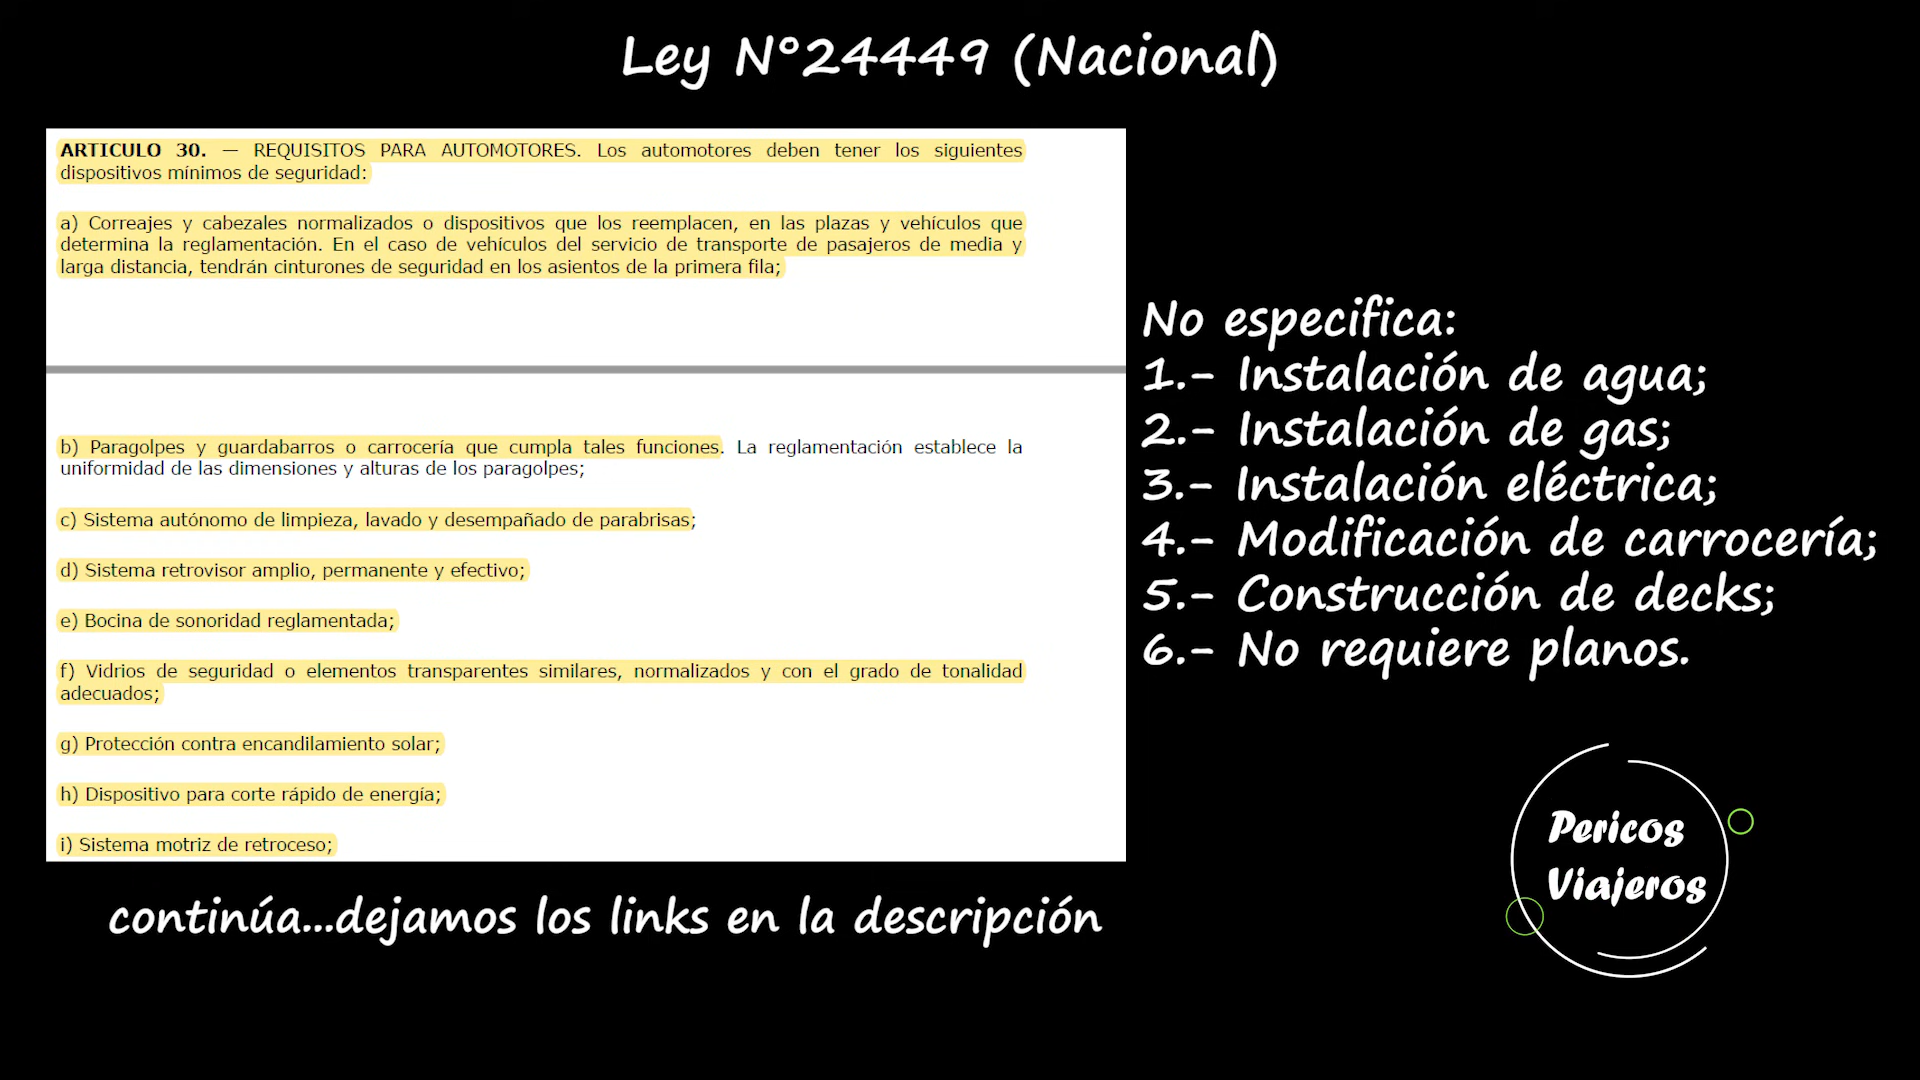 Ley N°24449 (Nacional)
ARTICULO 30. — REQUISITOS PARA AUTOMOTORES. Los automotores deben tener los siguientes
dispositivos mínimos de seguridad:
a) Correajes y cabezales normalizados o dispositivos que los reemplacen, en las plazas y vehículos que
determina la reglamentación. En el caso de vehículos del servicio de transporte de pasajeros de media y
larga distancia, tendrán cinturones de seguridad en los asientos de la primera fila;
b) Paragolpes y guardabarros o carrocería que cumpla tales funciones. La reglamentación establece la
uniformidad de las dimensiones y alturas de los paragolpes;
c) Sistema autónomo de limpieza, lavado y desempañado de parabrisas;
d) Sistema retrovisor amplio, permanente y efectivo;
e) Bocina de sonoridad reglamentada;
f) Vidrios de seguridad o elementos transparentes similares, normalizados y con el grado de tonalidad
adecuados;
g) Protección contra encandilamiento solar;
h) Dispositivo para corte rápido de energía;
i) Sistema motriz de retroceso;
No especifica:
1.- Instalación de agua;
2.- Instalación de gas;
3.- Instalación eléctrica;
4.- Modificación de carrocería;
5.- Construcción de decks;
6.- No requiere planos.
Pericos
Viajeros
continúa...dejamos los links en la descripción